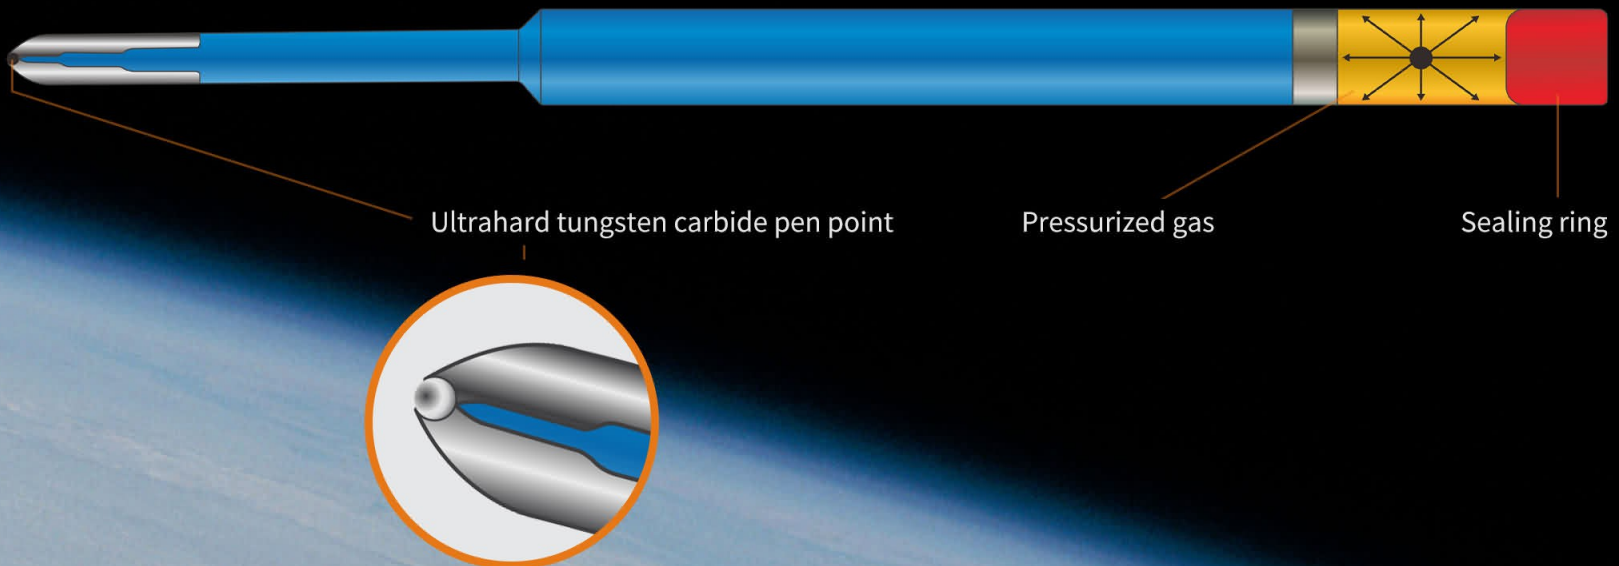 Ultrahard tungsten carbide pen point
Pressurized gas
Sealing ring